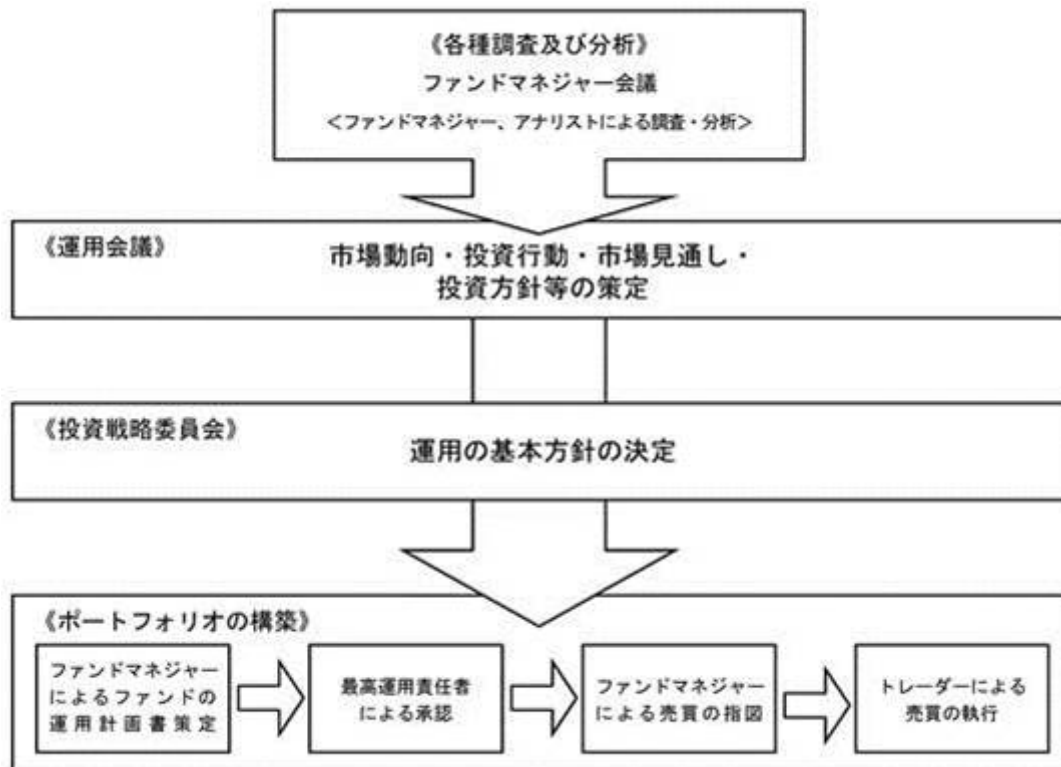 《各種調査及び分析》
ファンドマネジャー会議
＜ファンドマネジャー、アナリストによる調査・分析＞
《運用会議》
市場動向・投資行動・市場見通し・
投資方針等の策定
《投資戦略委員会》
運用の基本方針の決定
《ポートフォリオの構築》
ファンドマネジャー
によるファンドの
運用計画書策定
最高運用責任者
による承認
ファンドマネジャー
による売買の指図
トレーダーによる
売買の執行